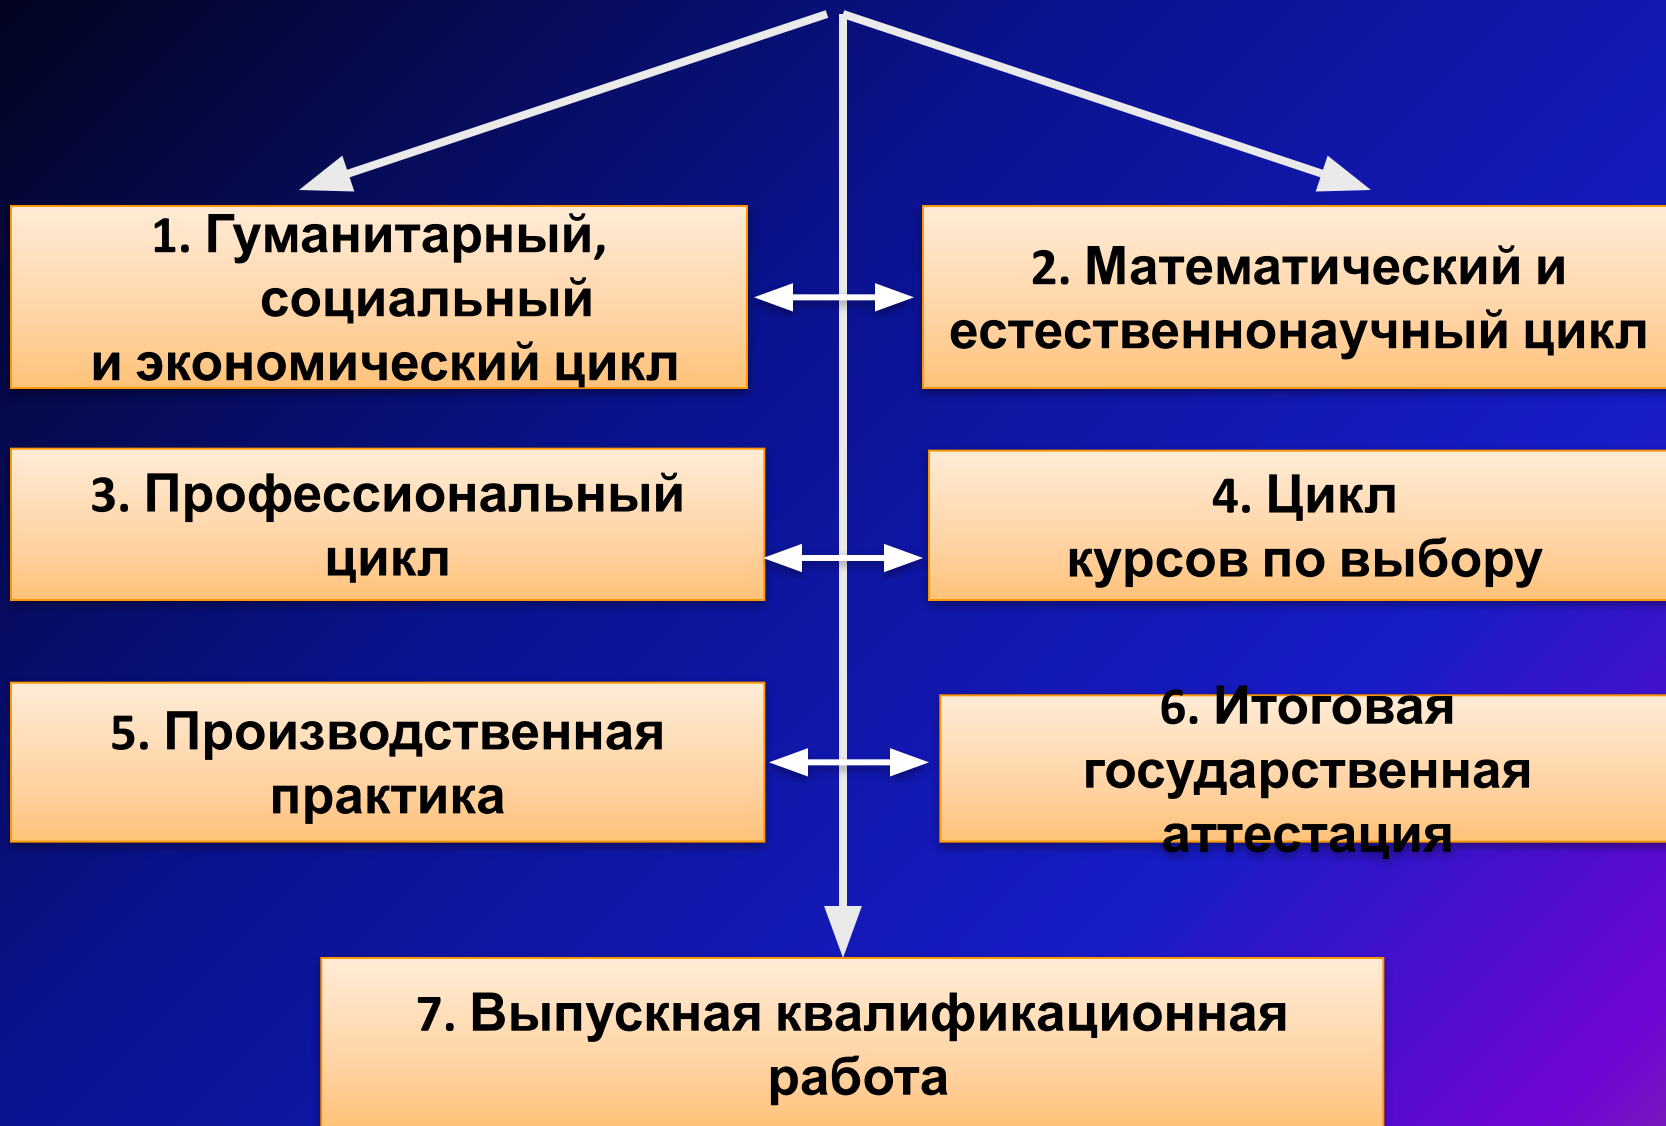 1. Гуманитарный,
социальный
и экономический цикл
2. Математический и
естественнонаучный цикл
3. Профессиональный
цикл
4. Цикл
курсов по выбору
5. Производственная
практика
6. Итоговая
государственная
аттестация
7. Выпускная квалификационная
работа